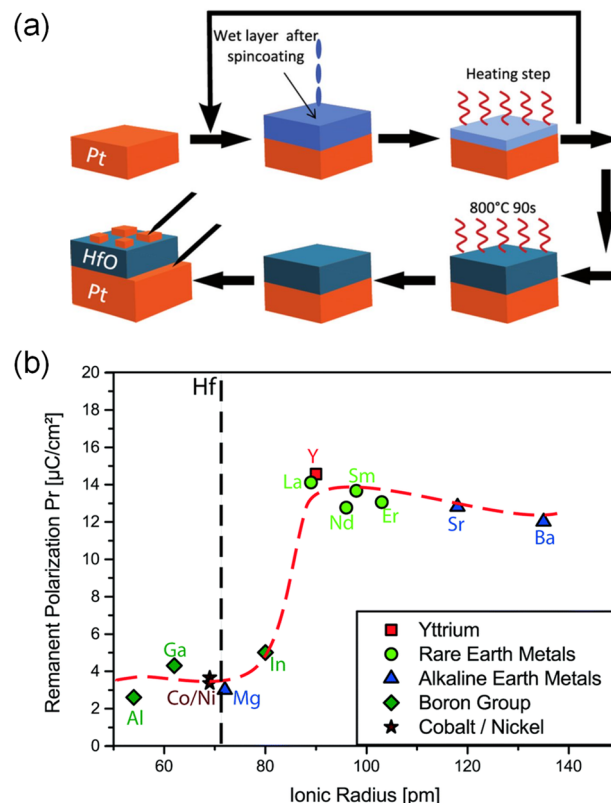 (a)
Wet layer after
spincoating
Heating step
Pt
800°C 90s
HfO
Pt
(b)
Remanent Polarization Pr [µC/cm²]
20
18
16
14
12
10
8
6
4
2
0
Hf
Y
La
Sm
Nd
Er
Sr
Ba
Ga
In
Al
Co/Ni
Mg
Yttrium
Rare Earth Metals
Alkaline Earth Metals
Boron Group
Cobalt / Nickel
60
80
100
120
140
Ionic Radius [pm]